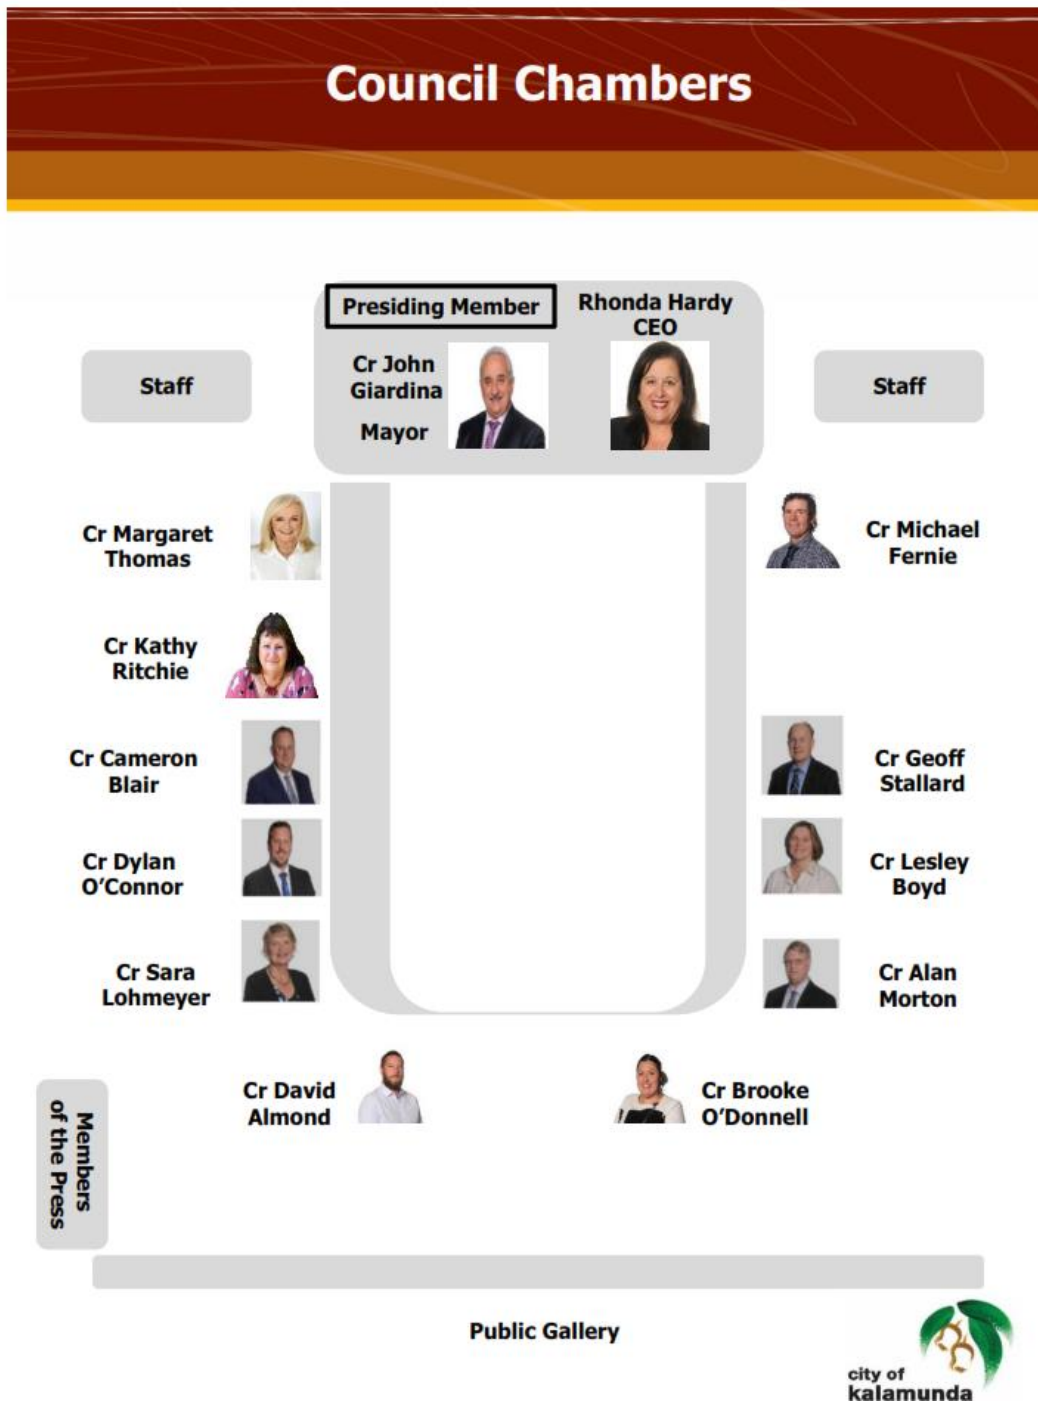 Council Chambers
Presiding Member
Rhonda Hardy
CEO
Cr John
Giardina
Mayor
Staff
Staff
Cr Margaret
Thomas
Cr Michael
Fernie
Cr Kathy
Ritchie
Cr Cameron
Blair
Cr Geoff
Stallard
Cr Dylan
O'Connor
Cr Lesley
Boyd
Cr Sara
Lohmeyer
Cr Alan
Morton
Cr David
Almond
Cr Brooke
O'Donnell
Members
of the Press
Public Gallery
city of
kalamunda